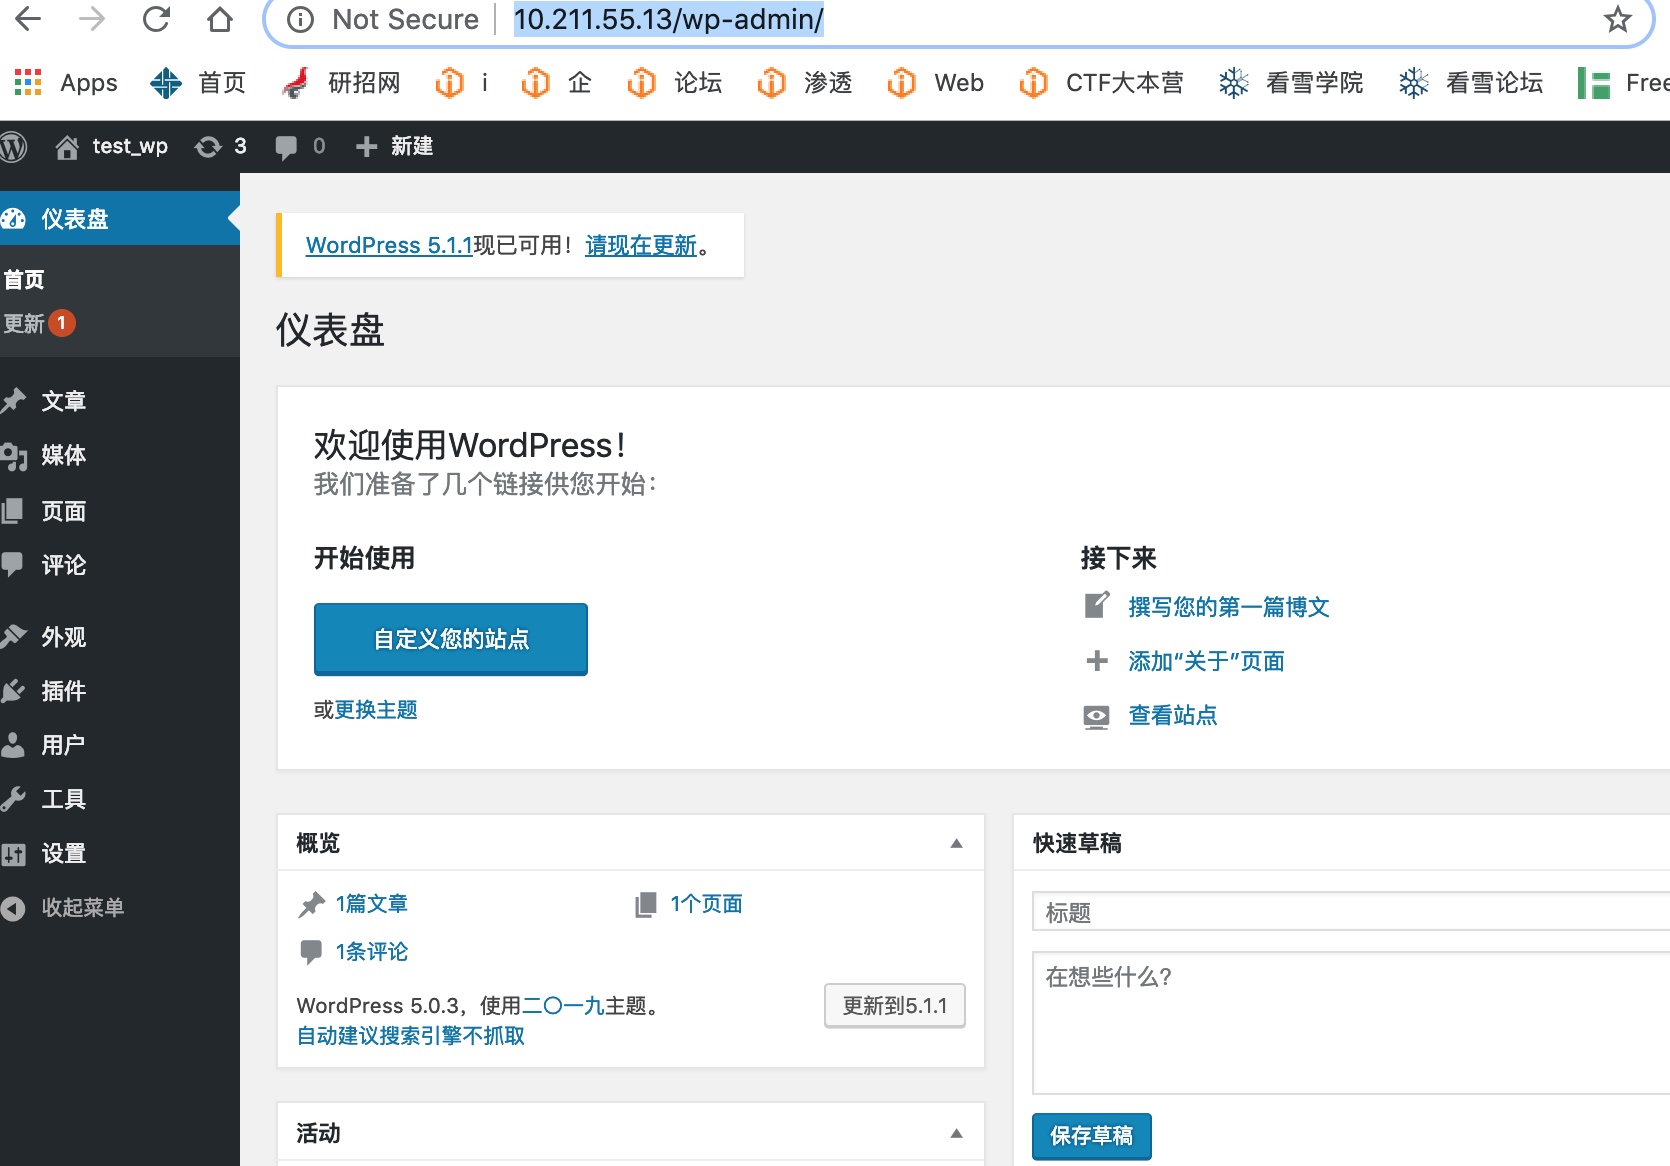 Not Secure | 10.211.55.13/wp-admin/
Apps 首页 研招网 i 企 论坛 渗透 Web CTF大本营 看雪学院 看雪论坛 Free
test_wp 3 0 新建
仪表盘
首页
更新 1
文章
媒体
页面
评论
外观
插件
用户
工具
设置
收起菜单
WordPress 5.1.1现已可用！请现在更新。
仪表盘
欢迎使用WordPress！
我们准备了几个链接供您开始：
开始使用
自定义您的站点
或更换主题
接下来
撰写您的第一篇博文
添加“关于”页面
查看站点
概览
1篇文章 1个页面
1条评论
WordPress 5.0.3，使用二〇一九主题。
更新到5.1.1
自动建议搜索引擎不抓取
活动
快速草稿
标题
在想些什么?
保存草稿